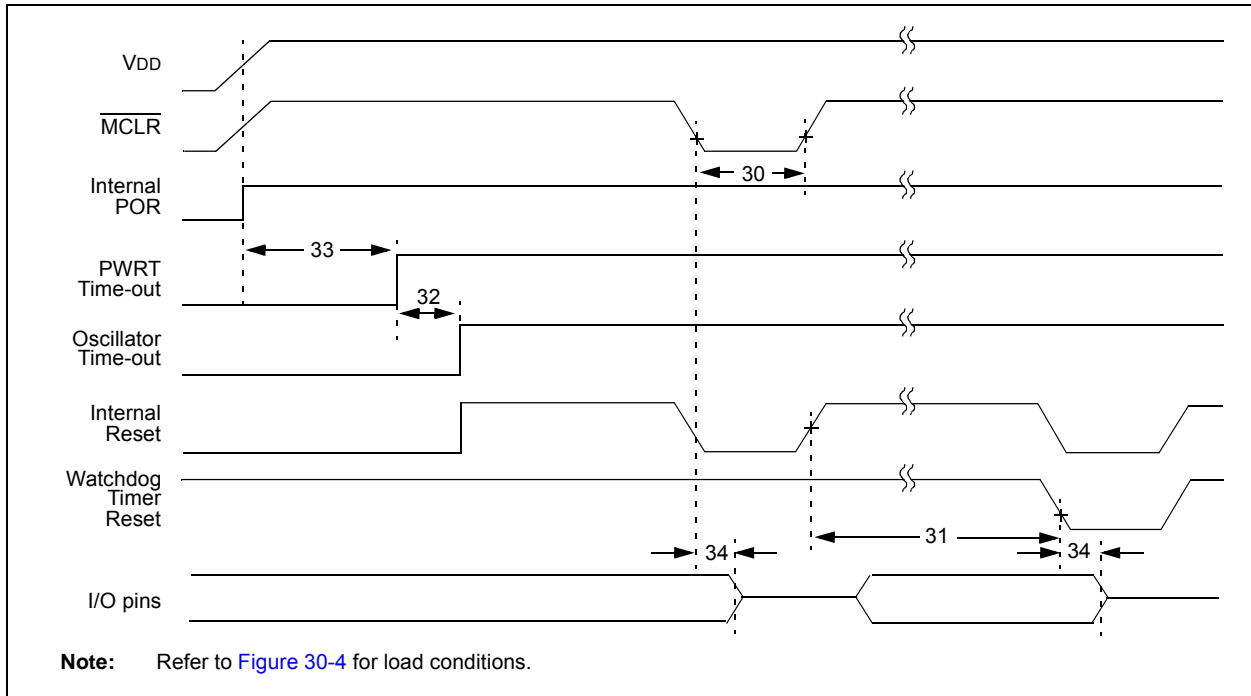 VDD
MCLR
30
Internal
POR
33
PWRT
Time-out
32
Oscillator
Time-out
Internal
Reset
Watchdog
Timer
Reset
31
34
34
I/O pins
Note: Refer to Figure 30-4 for load conditions.